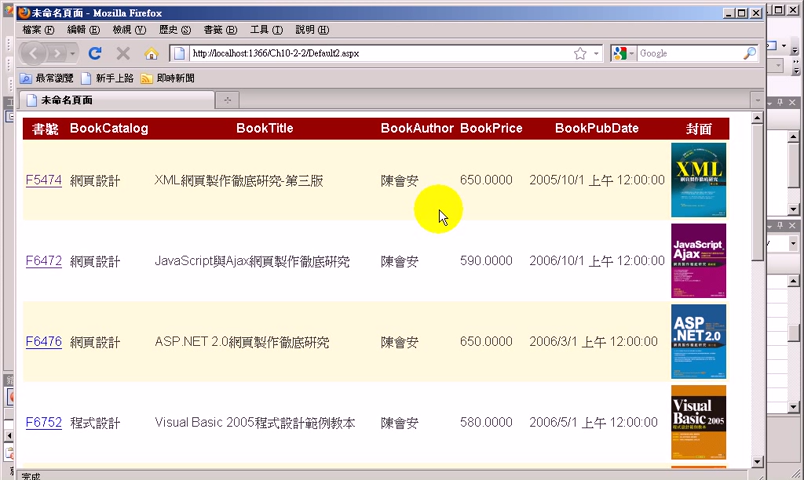 未命名頁面 - Mozilla Firefox
檔案(F) 編輯(E) 檢視(V) 歷史(S) 書籤(B) 工具(T) 說明(H)
http://localhost:1366/Ch10-2-2/Default2.aspx
Google
最常瀏覽 新手上路 即時新聞
未命名頁面
書號 BookCatalog BookTitle BookAuthor BookPrice BookPubDate 封面
F5474 網頁設計 XML網頁製作徹底研究-第三版 陳會安 650.0000 2005/10/1 上午 12:00:00
XML
F6472 網頁設計 JavaScript與Ajax網頁製作徹底研究 陳會安 590.0000 2006/10/1 上午 12:00:00
JavaScript
Ajax
F6476 網頁設計 ASP.NET 2.0網頁製作徹底研究 陳會安 650.0000 2006/3/1 上午 12:00:00
ASP
.NET 2.0
F6752 程式設計 Visual Basic 2005程式設計範例教本 陳會安 580.0000 2006/5/1 上午 12:00:00
Visual
Basic 2005
完成